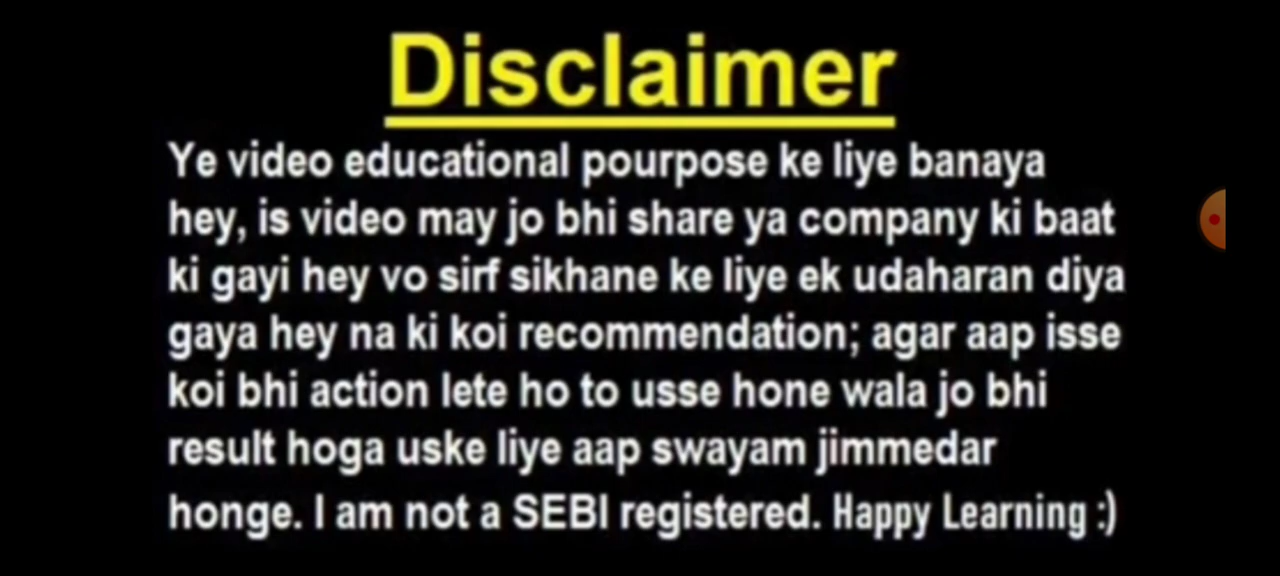 Disclaimer
Ye video educational pourpose ke liye banaya
hey, is video may jo bhi share ya company ki baat
ki gayi hey vo sirf sikhane ke liye ek udaharan diya
gaya hey na ki koi recommendation; agar aap isse
koi bhi action lete ho to usse hone wala jo bhi
result hoga uske liye aap swayam jimmedar
honge. I am not a SEBI registered. Happy Learning :)